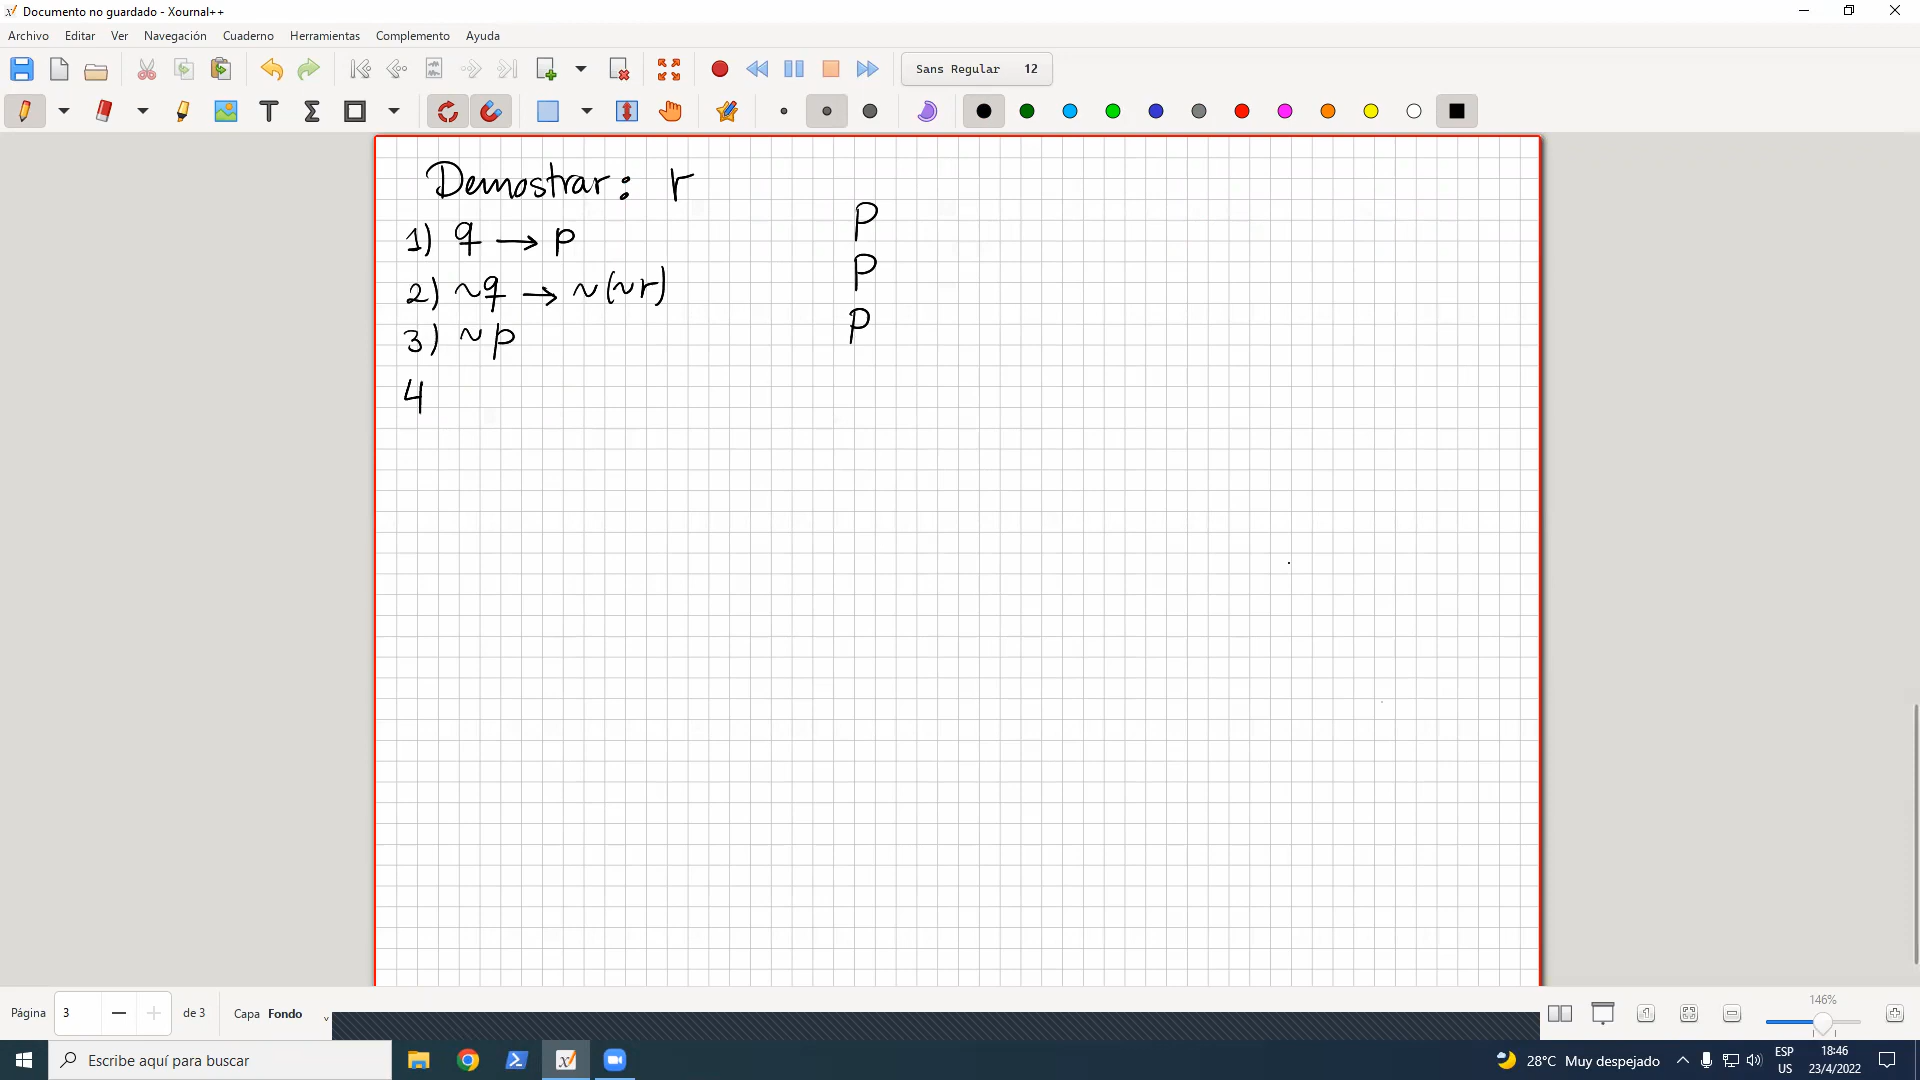 Documento no guardado - Xournal++
Archivo Editar Ver Navegación Cuaderno Herramientas Complemento Ayuda
Sans Regular 12
Demostrar: r
1) q → p P
2) ~q → ~(~r) P
3) ~p P
4
Página 3 de 3 Capa Fondo 146%
Escribe aquí para buscar
28°C Muy despejado
ESP
US
18:46
23/4/2022